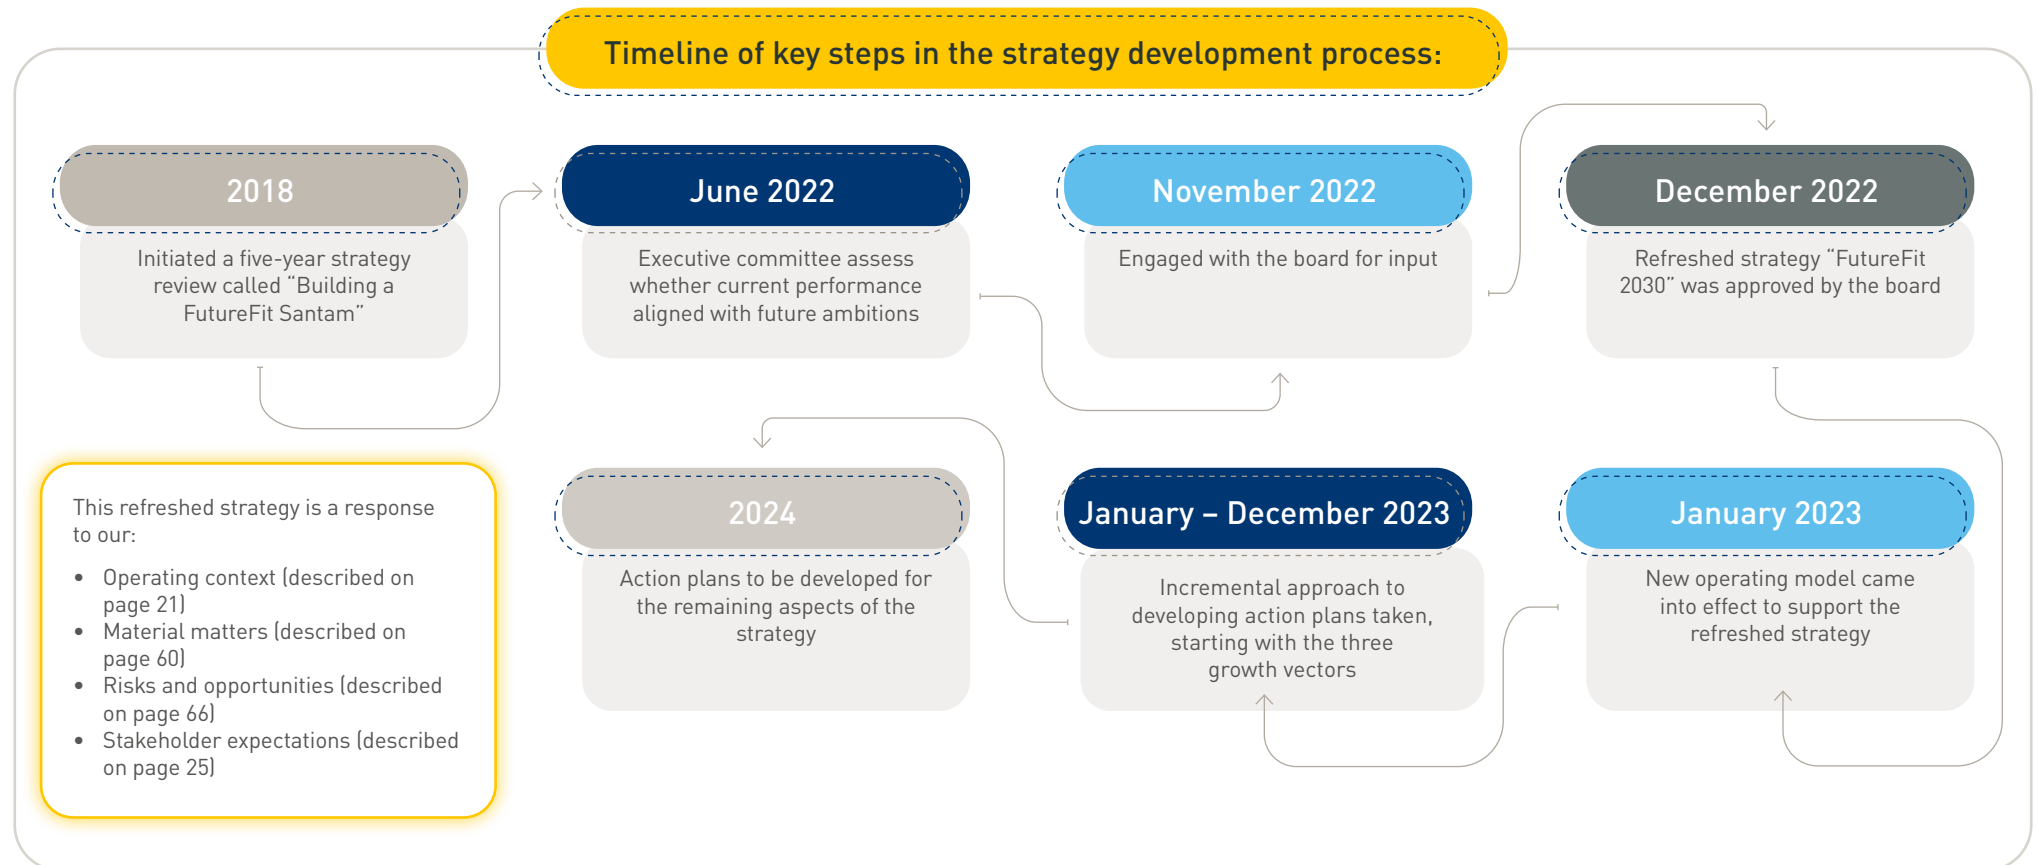 Timeline of key steps in the strategy development process:
2018
Initiated a five-year strategy
review called “Building a
FutureFit Santam”
June 2022
Executive committee assess
whether current performance
aligned with future ambitions
November 2022
Engaged with the board for input
December 2022
Refreshed strategy “FutureFit
2030” was approved by the board
January 2023
New operating model came
into effect to support the
refreshed strategy
January – December 2023
Incremental approach to
developing action plans taken,
starting with the three
growth vectors
2024
Action plans to be developed for
the remaining aspects of the
strategy
This refreshed strategy is a response
to our:
• Operating context (described on
page 21)
• Material matters (described on
page 60)
• Risks and opportunities (described
on page 66)
• Stakeholder expectations (described
on page 25)